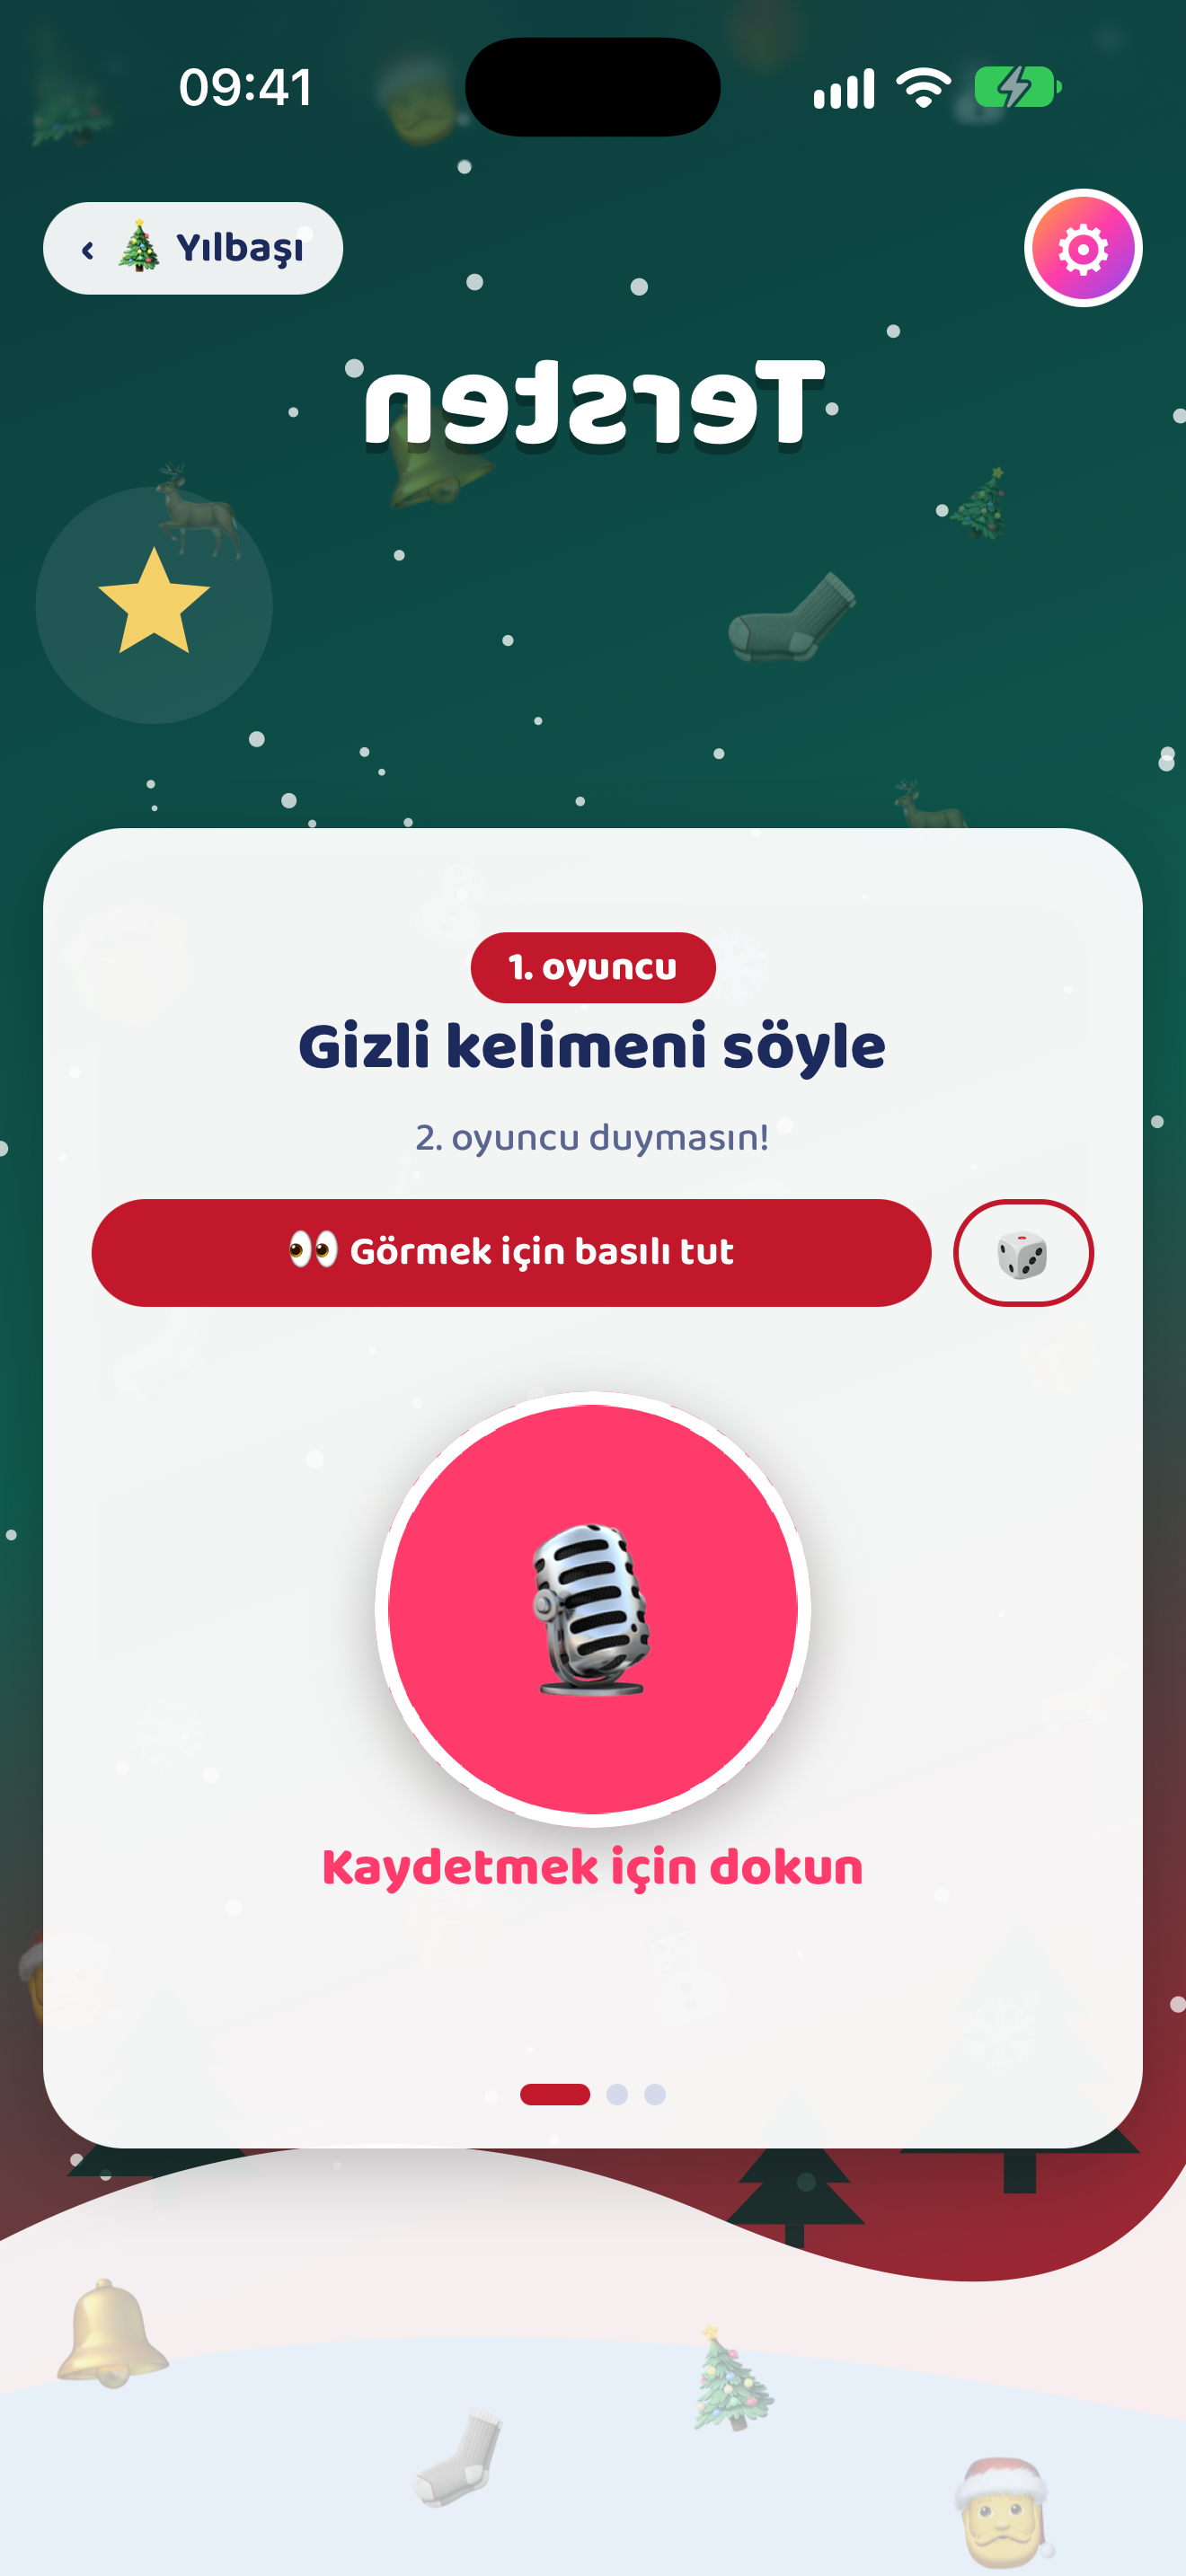 09:41
‹ 🎄 Yılbaşı
Tersten
1. oyuncu
Gizli kelimeni söyle
2. oyuncu duymasın!
👀 Görmek için basılı tut
Kaydetmek için dokun